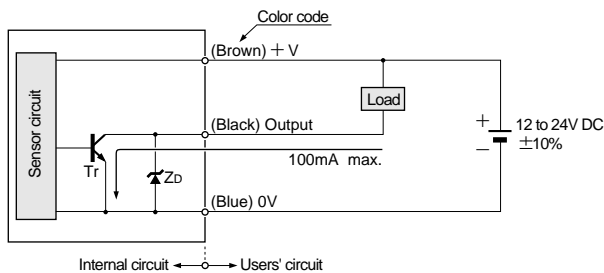 Color code
(Brown) +V
Sensor circuit
Load
(Black) Output
+
12 to 24V DC
−
±10%
Tr
100mA max.
ZD
(Blue) 0V
Internal circuit
Users' circuit